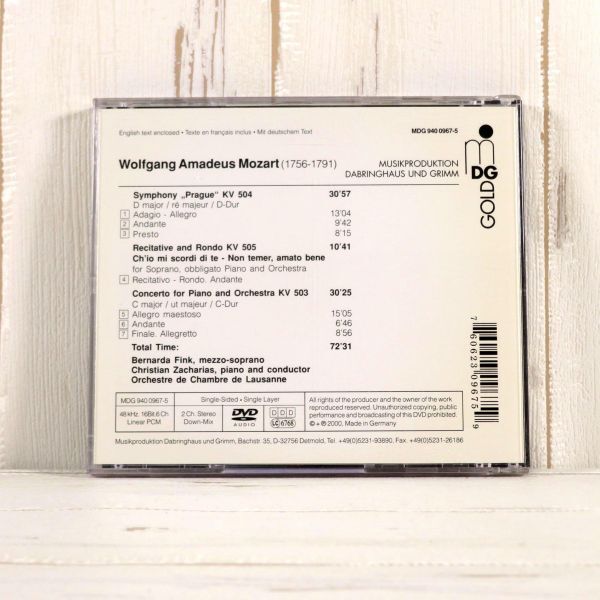 English text enclosed • Texte en français inclus • Mit deutschem Text
MDG 940 0967-5
Wolfgang Amadeus Mozart (1756-1791)
MUSIKPRODUKTION
DABRINGHAUS UND GRIMM
DG
GOLD
Symphony „Prague" KV 504 30'57
D major / ré majeur / D-Dur
1 Adagio - Allegro 13'04
2 Andante 9'42
3 Presto 8'15
Recitative and Rondo KV 505 10'41
Ch'io mi scordi di te - Non temer, amato bene
for Soprano, obbligato Piano and Orchestra
4 Recitativo - Rondo. Andante
Concerto for Piano and Orchestra KV 503 30'25
C major / ut majeur / C-Dur
5 Allegro maestoso 15'05
6 Andante 6'46
7 Finale. Allegretto 8'56
Total Time: 72'31
Bernarda Fink, mezzo-soprano
Christian Zacharias, piano and conductor
Orchestre de Chambre de Lausanne
7 60623 09675 9
MDG 940 0967-5 Single-Sided • Single Layer
48 kHz. 16Bit 6 Ch. Linear PCM
2 Ch. Stereo Down-Mix
DVD AUDIO
DDD
LC 6768
All rights of the producer and the owner of the work
reproduced reserved. Unauthorized copying, public
performance and broadcasting of this DVD prohibited.
© + ℗ 2000, Made in Germany
Musikproduktion Dabringhaus und Grimm, Bachstr. 35, D-32756 Detmold, Tel. +49(0)5231-93890, Fax. +49(0)5231-26186